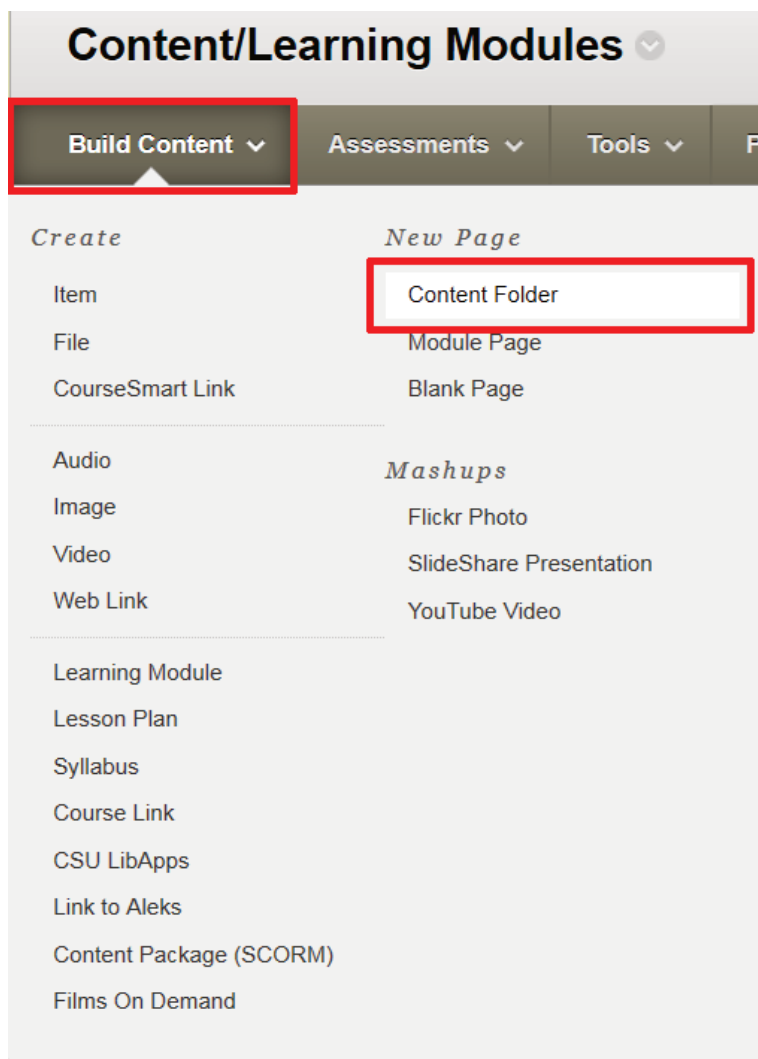 Content/Learning Modules
Build Content
Assessments
Tools
Create
Item
File
CourseSmart Link
Audio
Image
Video
Web Link
Learning Module
Lesson Plan
Syllabus
Course Link
CSU LibApps
Link to Aleks
Content Package (SCORM)
Films On Demand
New Page
Content Folder
Module Page
Blank Page
Mashups
Flickr Photo
SlideShare Presentation
YouTube Video